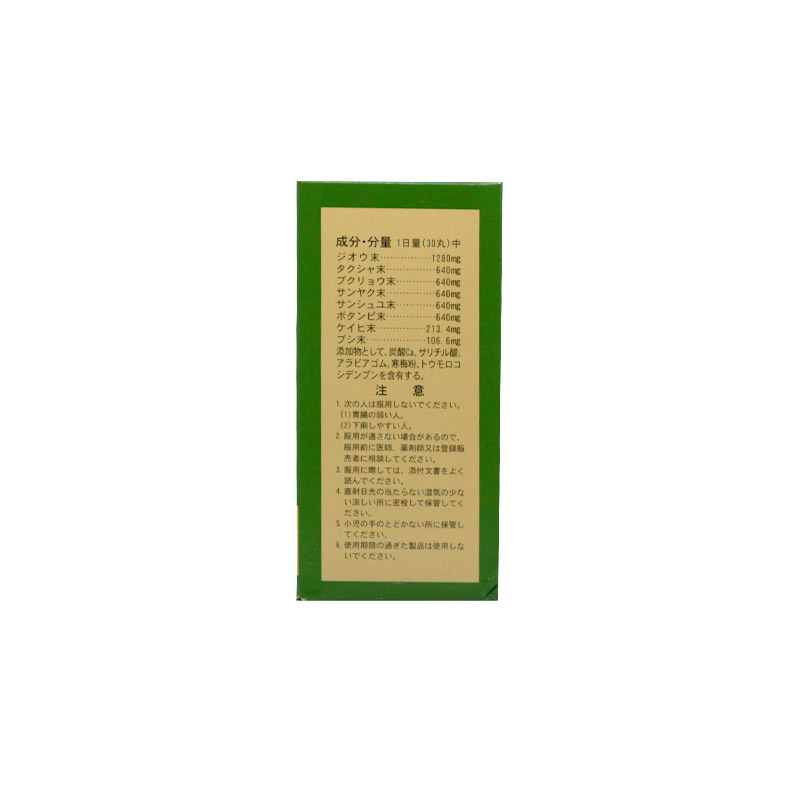 成分・分量 1日量(30丸)中
ジオウ末……………1280mg
タクシャ末……………640mg
ブクリョウ末…………640mg
サンヤク末……………640mg
サンシュユ末…………640mg
ボタンピ末……………640mg
ケイヒ末……………213.4mg
ブシ末………………106.6mg
添加物として、炭酸Ca、サリチル酸、
アラビアゴム、寒梅粉、トウモロコ
シデンプンを含有する。
注 意
1. 次の人は服用しないでください。
(1)胃腸の弱い人。
(2)下痢しやすい人。
2. 服用が適さない場合があるので、
服用前に医師、薬剤師又は登録販
売者に相談してください。
3. 服用に際しては、添付文書をよく
読んでください。
4. 直射日光の当たらない湿気の少な
い涼しい所に密栓して保管してく
ださい。
5. 小児の手のとどかない所に保管し
てください。
6. 使用期限の過ぎた製品は使用しな
いでください。